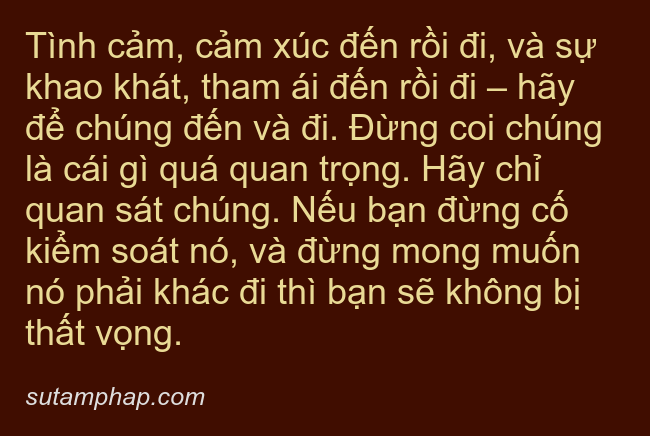 Tình cảm, cảm xúc đến rồi đi, và sự
khao khát, tham ái đến rồi đi – hãy
để chúng đến và đi. Đừng coi chúng
là cái gì quá quan trọng. Hãy chỉ
quan sát chúng. Nếu bạn đừng cố
kiểm soát nó, và đừng mong muốn
nó phải khác đi thì bạn sẽ không bị
thất vọng.
sutamphap.com